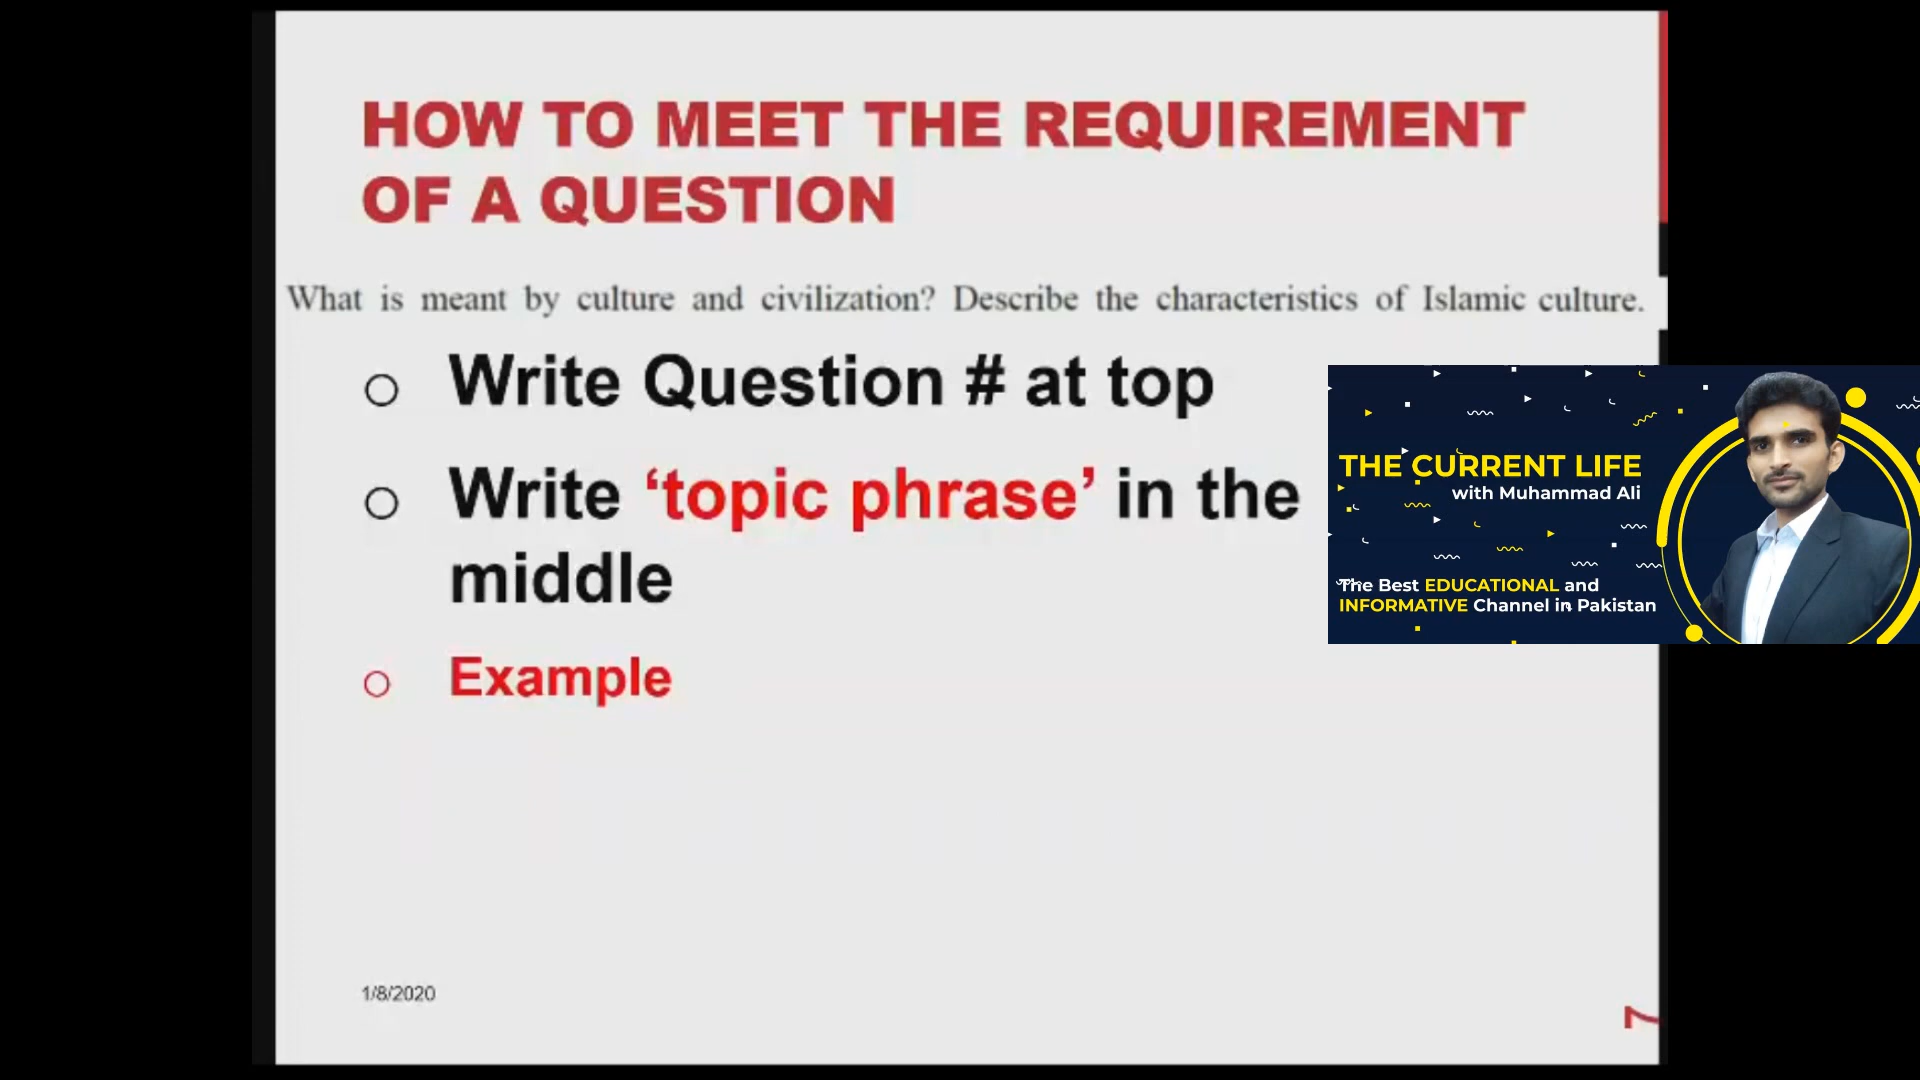 HOW TO MEET THE REQUIREMENT
OF A QUESTION
What is meant by culture and civilization? Describe the characteristics of Islamic culture.
o Write Question # at top
o Write ‘topic phrase’ in the
middle
o Example
THE CURRENT LIFE
with Muhammad Ali
The Best EDUCATIONAL and
INFORMATIVE Channel in Pakistan
1/8/2020
7